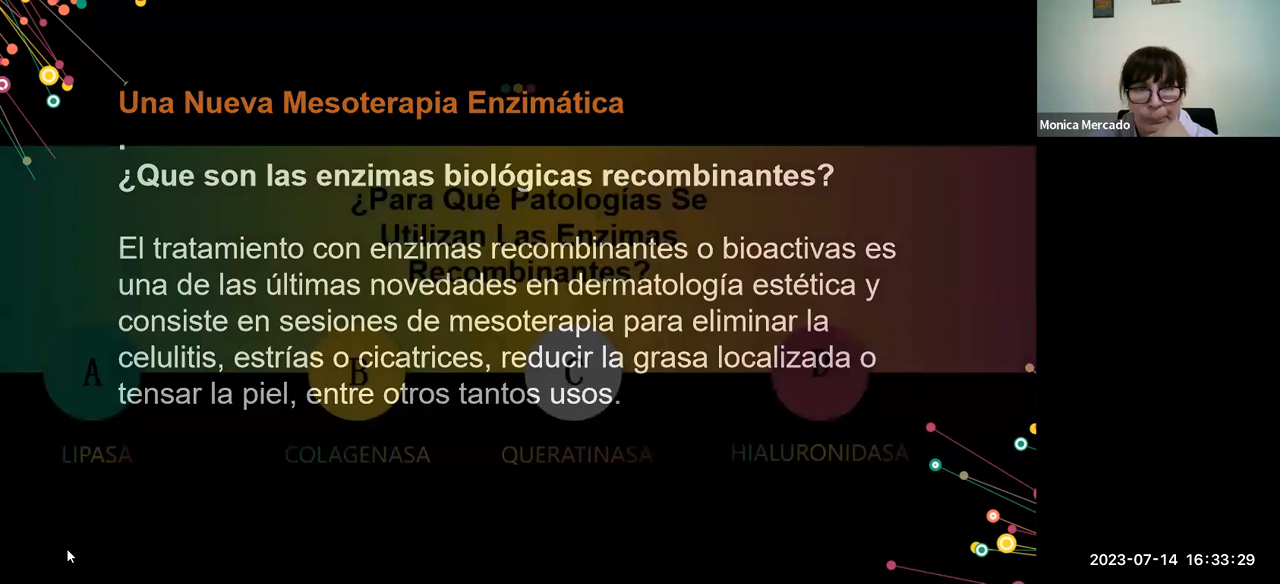 Una Nueva Mesoterapia Enzimática
.
¿Que son las enzimas biológicas recombinantes?
¿Para Qué Patologías Se
Utilizan Las Enzimas
Recombinantes?
El tratamiento con enzimas recombinantes o bioactivas es
una de las últimas novedades en dermatología estética y
consiste en sesiones de mesoterapia para eliminar la
celulitis, estrías o cicatrices, reducir la grasa localizada o
tensar la piel, entre otros tantos usos.
A
B
C
D
LIPASA
COLAGENASA
QUERATINASA
HIALURONIDASA
Monica Mercado
2023-07-14 16:33:29